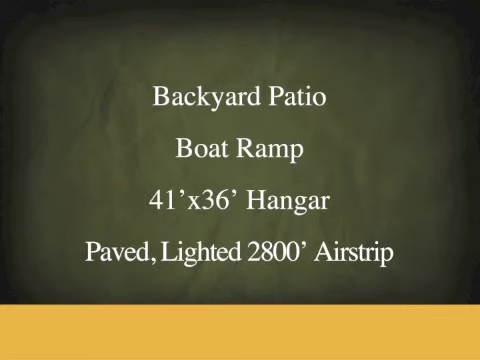 Backyard Patio
Boat Ramp
41’x36’ Hangar
Paved, Lighted 2800’ Airstrip